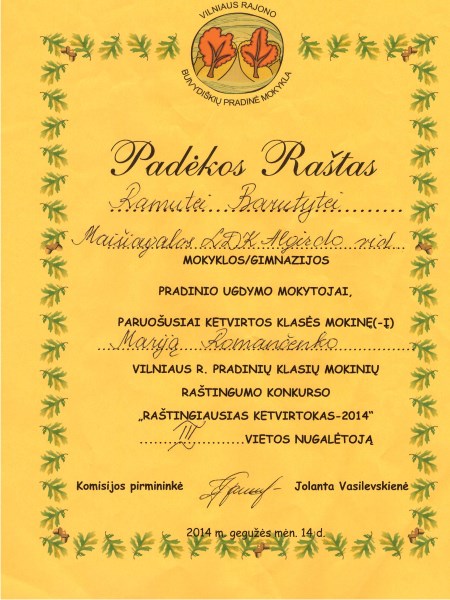 VILNIAUS RAJONO
BUIVYDIŠKIŲ PRADINĖ MOKYKLA
Padėkos Raštas
Ramutei Barutytei
Maišiagalos LDK Algirdo vid.
MOKYKLOS/GIMNAZIJOS
PRADINIO UGDYMO MOKYTOJAI,
PARUOŠUSIAI KETVIRTOS KLASĖS MOKINĘ(-Į)
Mariją Romančenko
VILNIAUS R. PRADINIŲ KLASIŲ MOKINIŲ
RAŠTINGUMO KONKURSO
„RAŠTINGIAUSIAS KETVIRTOKAS-2014“
III VIETOS NUGALĖTOJĄ
Komisijos pirmininkė Jolanta Vasilevskienė
2014 m. gegužės mėn. 14 d.